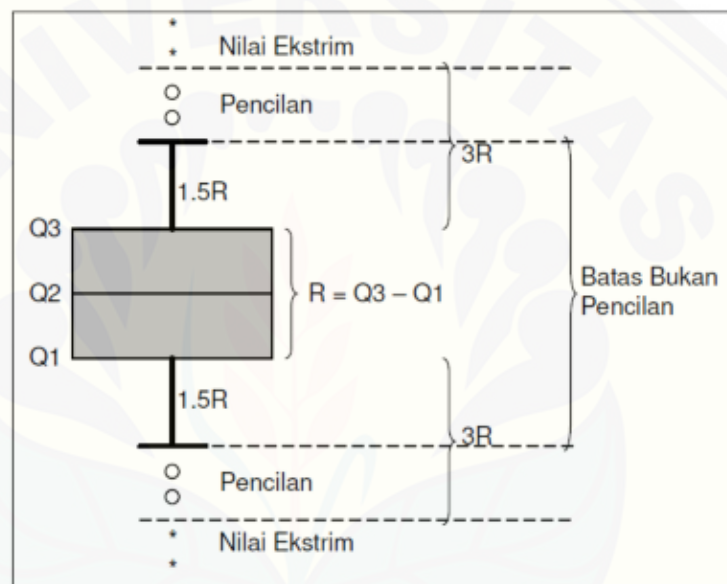 UNIVERSITAS
*
* Nilai Ekstrim
Pencilan
3R
1.5R
Q3
Q2
R = Q3 – Q1
Batas Bukan
Pencilan
Q1
1.5R
3R
Pencilan
* Nilai Ekstrim
*